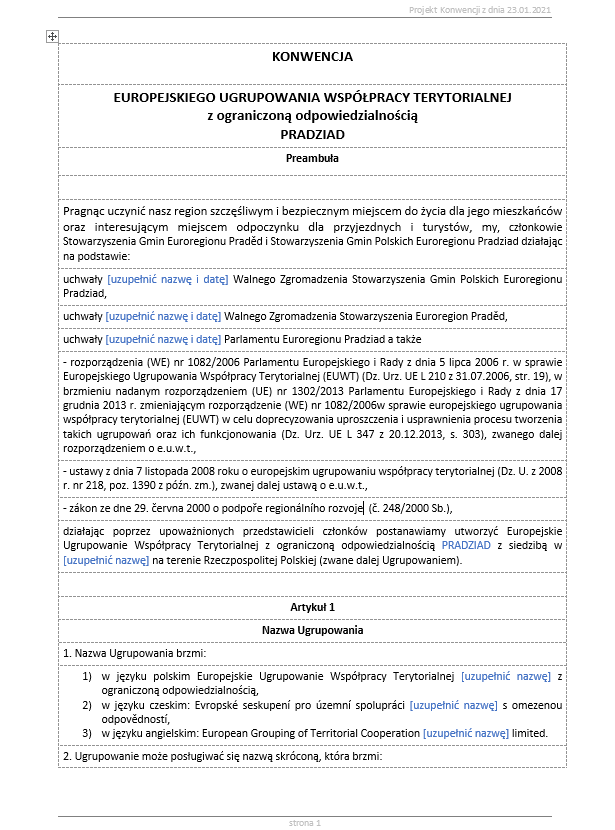 Projekt Konwencji z dnia 23.01.2021
KONWENCJA
EUROPEJSKIEGO UGRUPOWANIA WSPÓŁPRACY TERYTORIALNEJ
z ograniczoną odpowiedzialnością
PRADZIAD
Preambuła
Pragnąc uczynić nasz region szczęśliwym i bezpiecznym miejscem do życia dla jego mieszkańców
oraz interesującym miejscem odpoczynku dla przyjezdnych i turystów, my, członkowie
Stowarzyszenia Gmin Euroregionu Praděd i Stowarzyszenia Gmin Polskich Euroregionu Pradziad działając
na podstawie:
uchwały [uzupełnić nazwę i datę] Walnego Zgromadzenia Stowarzyszenia Gmin Polskich Euroregionu
Pradziad,
uchwały [uzupełnić nazwę i datę] Walnego Zgromadzenia Stowarzyszenia Euroregion Praděd,
uchwały [uzupełnić nazwę i datę] Parlamentu Euroregionu Pradziad a także
- rozporządzenia (WE) nr 1082/2006 Parlamentu Europejskiego i Rady z dnia 5 lipca 2006 r. w sprawie
Europejskiego Ugrupowania Współpracy Terytorialnej (EUWT) (Dz. Urz. UE L 210 z 31.07.2006, str. 19), w
brzmieniu nadanym rozporządzeniem (UE) nr 1302/2013 Parlamentu Europejskiego i Rady z dnia 17
grudnia 2013 r. zmieniającym rozporządzenie (WE) nr 1082/2006w sprawie europejskiego ugrupowania
współpracy terytorialnej (EUWT) w celu doprecyzowania uproszczenia i usprawnienia procesu tworzenia
takich ugrupowań oraz ich funkcjonowania (Dz. Urz. UE L 347 z 20.12.2013, s. 303), zwanego dalej
rozporządzeniem o e.u.w.t.,
- ustawy z dnia 7 listopada 2008 roku o europejskim ugrupowaniu współpracy terytorialnej (Dz. U. z 2008
r. nr 218, poz. 1390 z późn. zm.), zwanej dalej ustawą o e.u.w.t.,
- zákon ze dne 29. června 2000 o podpoře regionálního rozvoje (č. 248/2000 Sb.),
działając poprzez upoważnionych przedstawicieli członków postanawiamy utworzyć Europejskie
Ugrupowanie Współpracy Terytorialnej z ograniczoną odpowiedzialnością PRADZIAD z siedzibą w
[uzupełnić nazwę] na terenie Rzeczpospolitej Polskiej (zwane dalej Ugrupowaniem).
Artykuł 1
Nazwa Ugrupowania
1. Nazwa Ugrupowania brzmi:
1) w języku polskim Europejskie Ugrupowanie Współpracy Terytorialnej [uzupełnić nazwę] z
ograniczoną odpowiedzialnością,
2) w języku czeskim: Evropské seskupení pro územní spolupráci [uzupełnić nazwę] s omezenou
odpovědností,
3) w języku angielskim: European Grouping of Territorial Cooperation [uzupełnić nazwę] limited.
2. Ugrupowanie może posługiwać się nazwą skróconą, która brzmi:
strona 1